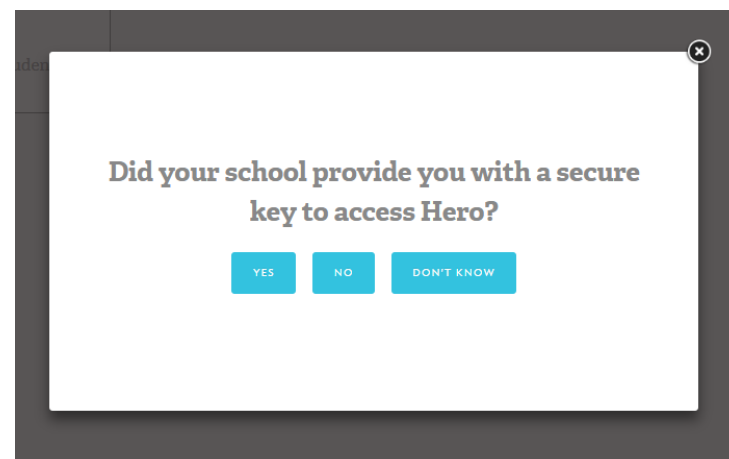 Did your school provide you with a secure
key to access Hero?
YES NO DON'T KNOW